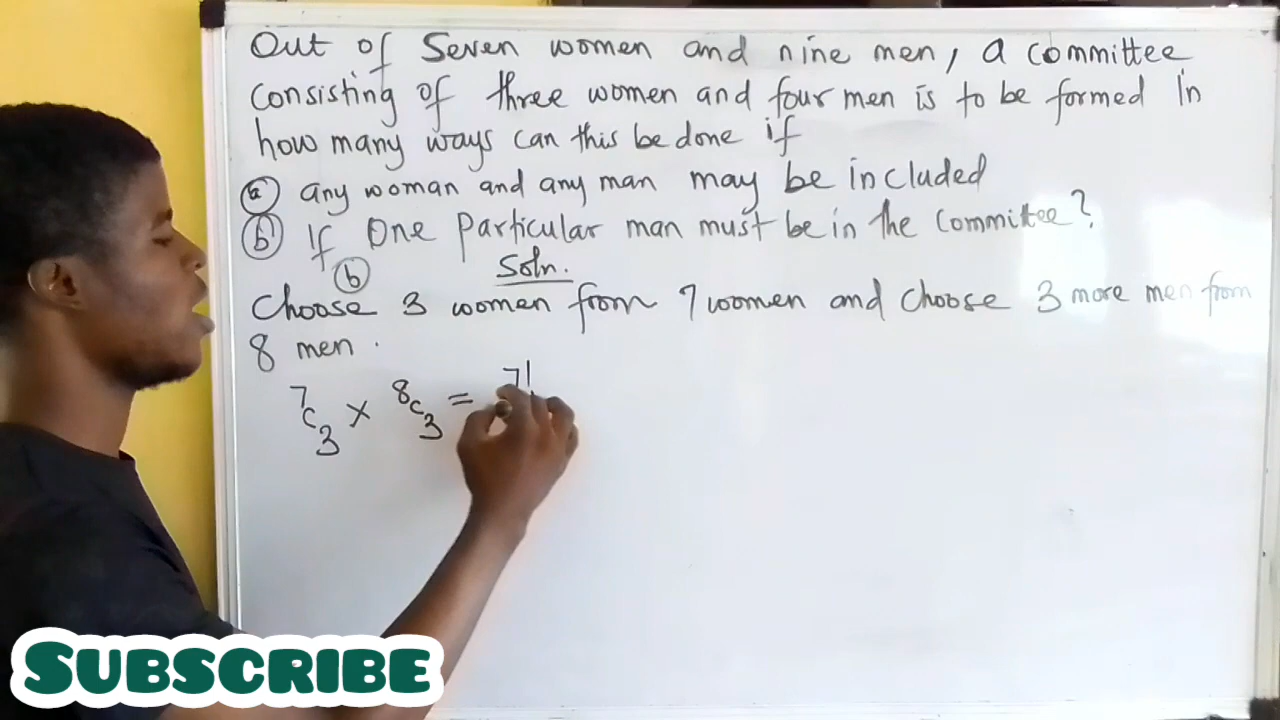 Out of Seven women and nine men, a committee
consisting of three women and four men is to be formed In
how many ways can this be done if
(a) any woman and any man may be included
(b) If One particular man must be in the committee?
Soln.
(b)
Choose 3 women from 7 women and choose 3 more men from
8 men.
7C3 × 8C3 = 7!
SUBSCRIBE